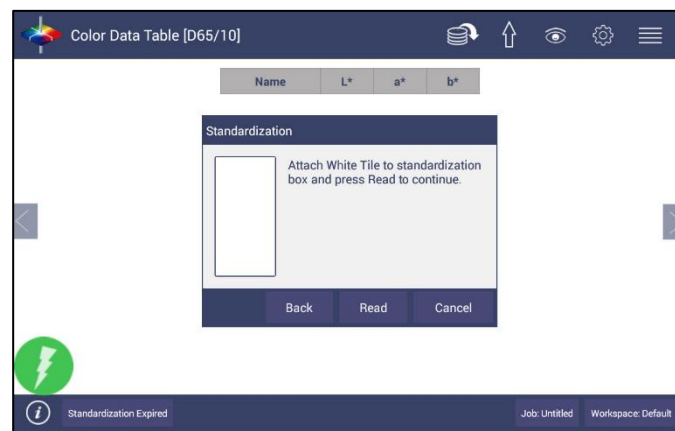 Color Data Table [D65/10]
Name L* a* b*
Standardization
Attach White Tile to standardization
box and press Read to continue.
Back Read Cancel
i Standardization Expired Job: Untitled Workspace: Default